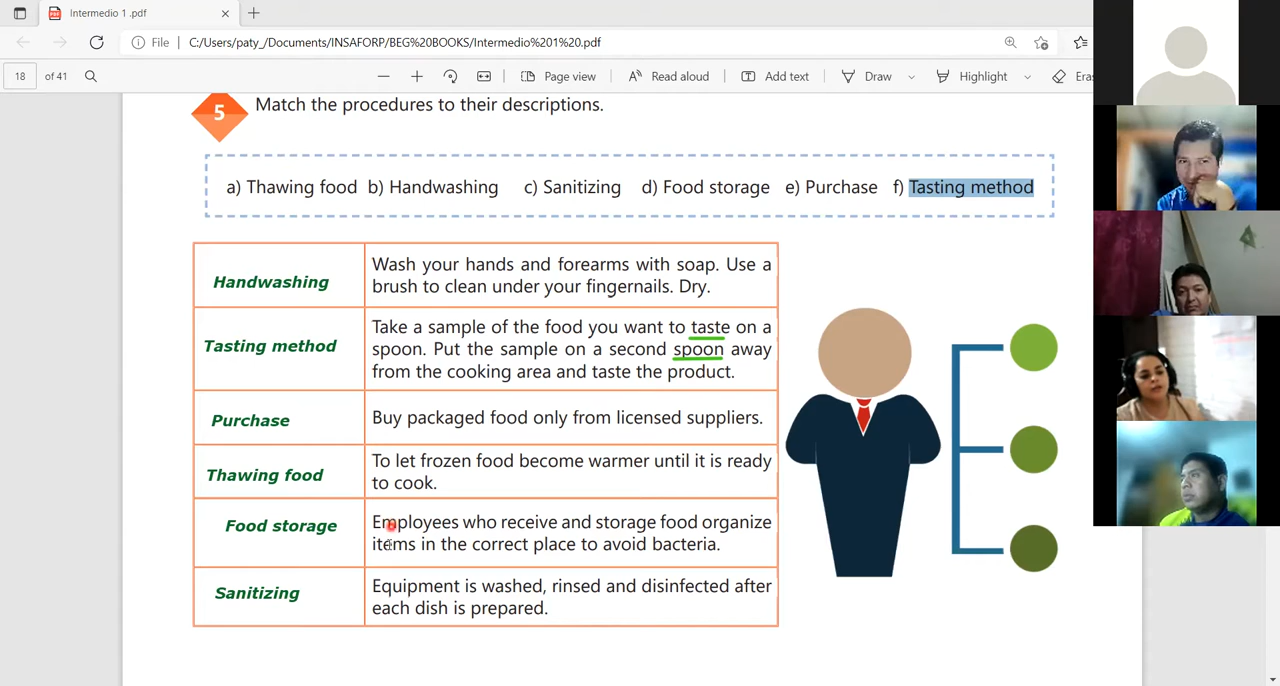 Intermedio 1 .pdf
File C:/Users/paty_/Documents/INSAFORP/BEG%20BOOKS/Intermedio%201%20.pdf
18 of 41 Page view Read aloud Add text Draw Highlight Eras
5 Match the procedures to their descriptions.
a) Thawing food b) Handwashing c) Sanitizing d) Food storage e) Purchase f) Tasting method
Handwashing
Wash your hands and forearms with soap. Use a
brush to clean under your fingernails. Dry.
Tasting method
Take a sample of the food you want to taste on a
spoon. Put the sample on a second spoon away
from the cooking area and taste the product.
Purchase
Buy packaged food only from licensed suppliers.
Thawing food
To let frozen food become warmer until it is ready
to cook.
Food storage
Employees who receive and storage food organize
items in the correct place to avoid bacteria.
Sanitizing
Equipment is washed, rinsed and disinfected after
each dish is prepared.